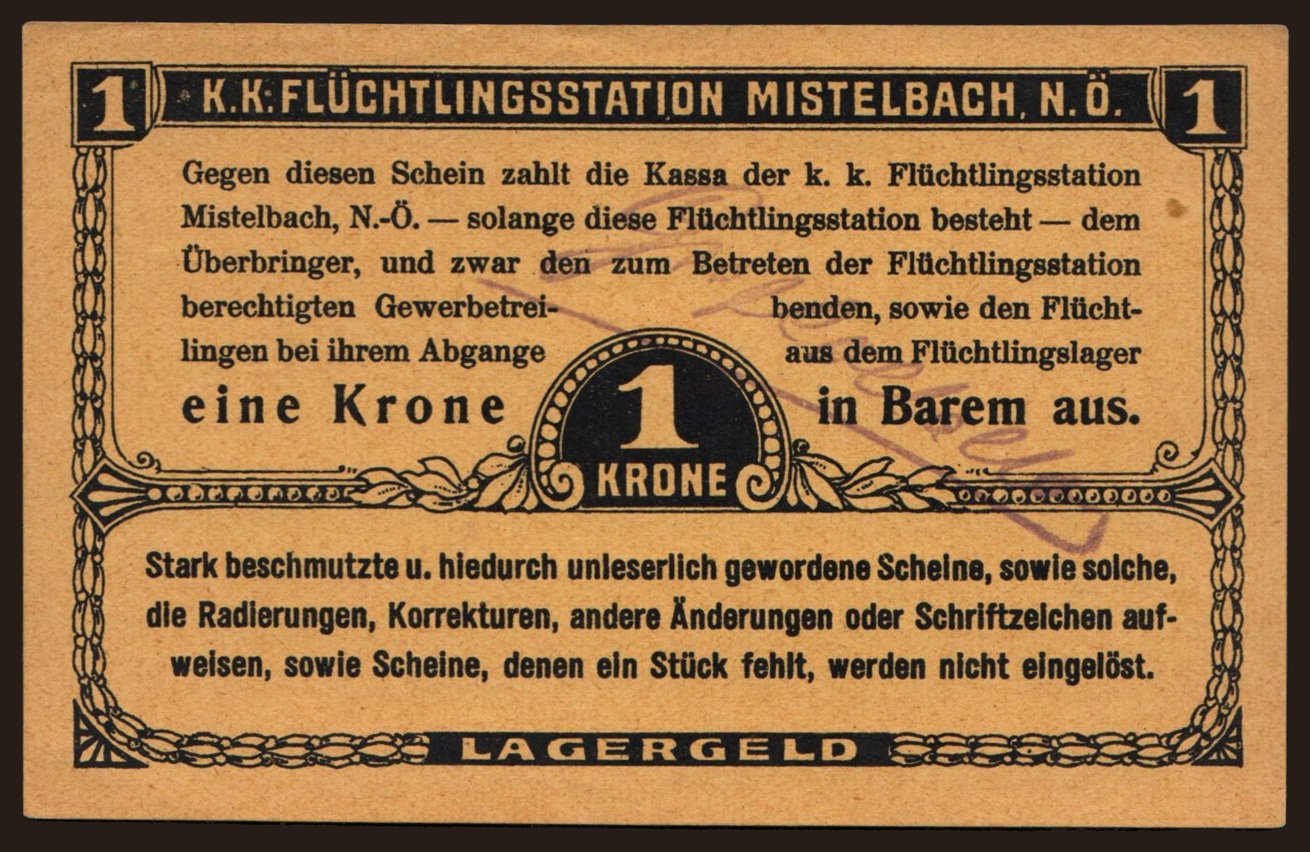 1 K.K. FLÜCHTLINGSSTATION MISTELBACH, N.Ö. 1
Gegen diesen Schein zahlt die Kassa der k. k. Flüchtlingsstation
Mistelbach, N.-Ö. — solange diese Flüchtlingsstation besteht — dem
Überbringer, und zwar den zum Betreten der Flüchtlingsstation
berechtigten Gewerbetrei- benden, sowie den Flücht-
lingen bei ihrem Abgange aus dem Flüchtlingslager
eine Krone in Barem aus.
1
KRONE
Stark beschmutzte u. hiedurch unleserlich gewordene Scheine, sowie solche,
die Radierungen, Korrekturen, andere Änderungen oder Schriftzeichen auf-
weisen, sowie Scheine, denen ein Stück fehlt, werden nicht eingelöst.
LAGERGELD